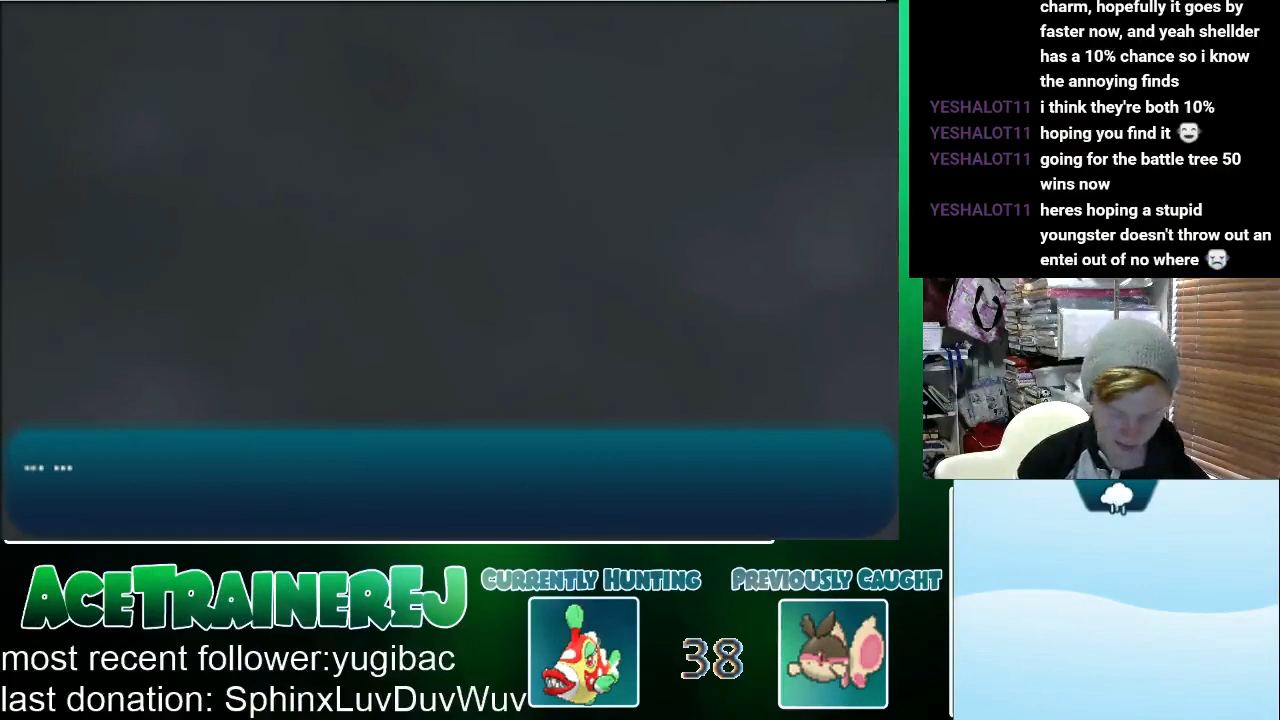 charm, hopefully it goes by
faster now, and yeah shellder
has a 10% chance so i know
the annoying finds
YESHALOT11 i think they're both 10%
YESHALOT11 hoping you find it
YESHALOT11 going for the battle tree 50
wins now
YESHALOT11 heres hoping a stupid
youngster doesn't throw out an
entei out of no where
... ...
AceTrainerEJ
Currently Hunting
Previously Caught
38
most recent follower:yugibac
last donation: SphinxLuvDuvWuv